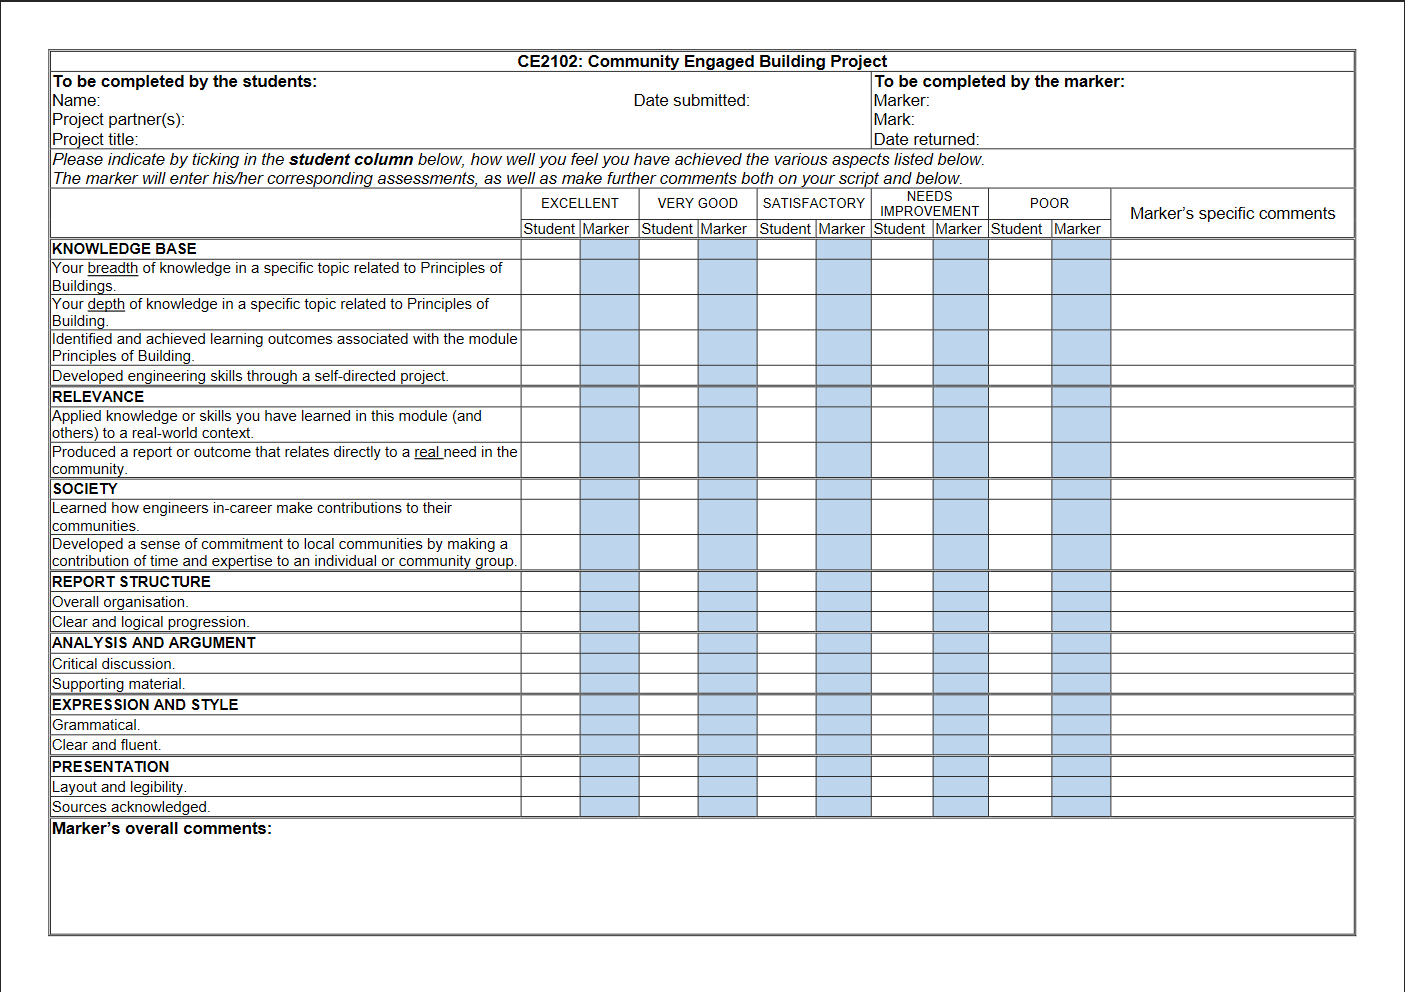 CE2102: Community Engaged Building Project
To be completed by the students:
Name:
Date submitted:
Project partner(s):
Project title:
To be completed by the marker:
Marker:
Mark:
Date returned:
Please indicate by ticking in the student column below, how well you feel you have achieved the various aspects listed below.
The marker will enter his/her corresponding assessments, as well as make further comments both on your script and below.
EXCELLENT
VERY GOOD
SATISFACTORY
NEEDS
IMPROVEMENT
POOR
Marker's specific comments
Student Marker Student Marker Student Marker Student Marker Student Marker
KNOWLEDGE BASE
Your breadth of knowledge in a specific topic related to Principles of
Buildings.
Your depth of knowledge in a specific topic related to Principles of
Building.
Identified and achieved learning outcomes associated with the module
Principles of Building.
Developed engineering skills through a self-directed project.
RELEVANCE
Applied knowledge or skills you have learned in this module (and
others) to a real-world context.
Produced a report or outcome that relates directly to a real need in the
community.
SOCIETY
Learned how engineers in-career make contributions to their
communities.
Developed a sense of commitment to local communities by making a
contribution of time and expertise to an individual or community group.
REPORT STRUCTURE
Overall organisation.
Clear and logical progression.
ANALYSIS AND ARGUMENT
Critical discussion.
Supporting material.
EXPRESSION AND STYLE
Grammatical.
Clear and fluent.
PRESENTATION
Layout and legibility.
Sources acknowledged.
Marker's overall comments: